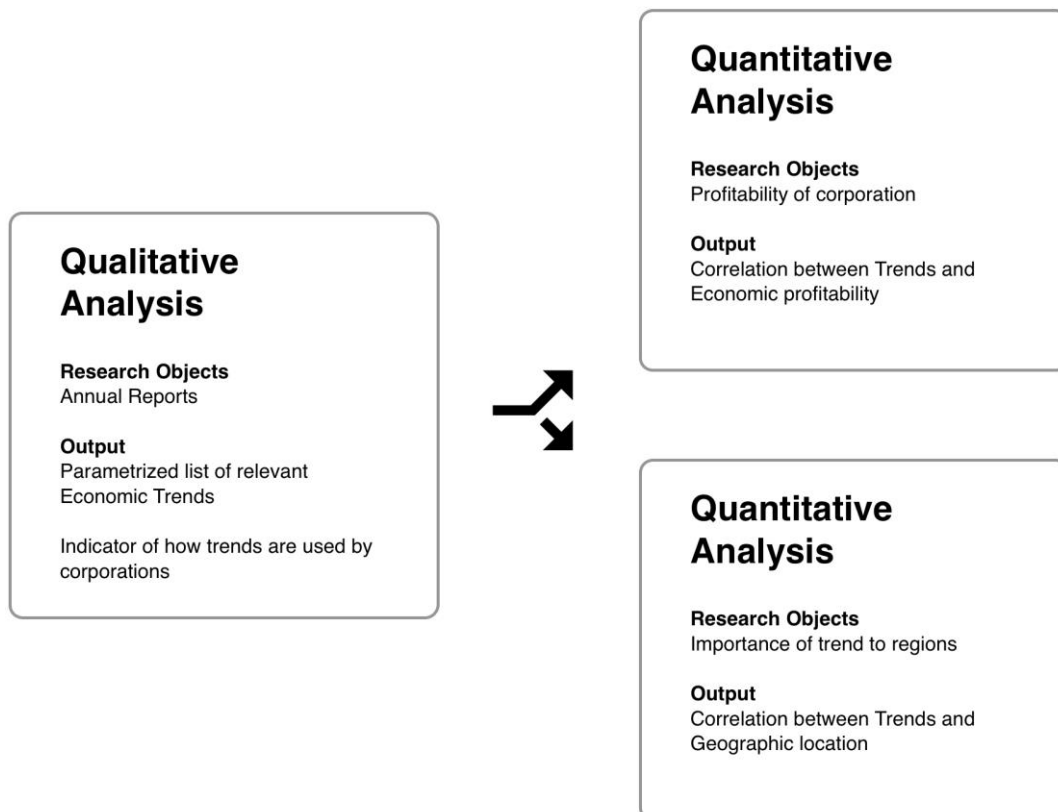 Qualitative
Analysis
Research Objects
Annual Reports
Output
Parametrized list of relevant
Economic Trends
Indicator of how trends are used by
corporations
Quantitative
Analysis
Research Objects
Profitability of corporation
Output
Correlation between Trends and
Economic profitability
Quantitative
Analysis
Research Objects
Importance of trend to regions
Output
Correlation between Trends and
Geographic location